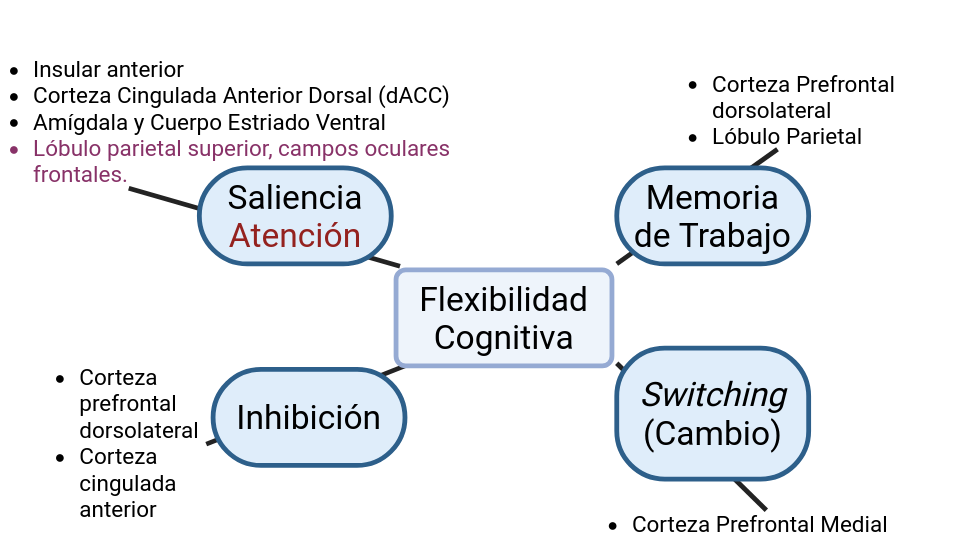 • Insular anterior
• Corteza Cingulada Anterior Dorsal (dACC)
• Amígdala y Cuerpo Estriado Ventral
• Lóbulo parietal superior, campos oculares
frontales.
Saliencia
Atención
• Corteza Prefrontal
dorsolateral
• Lóbulo Parietal
Memoria
de Trabajo
Flexibilidad
Cognitiva
• Corteza
prefrontal
dorsolateral
• Corteza
cingulada
anterior
Inhibición
Switching
(Cambio)
• Corteza Prefrontal Medial